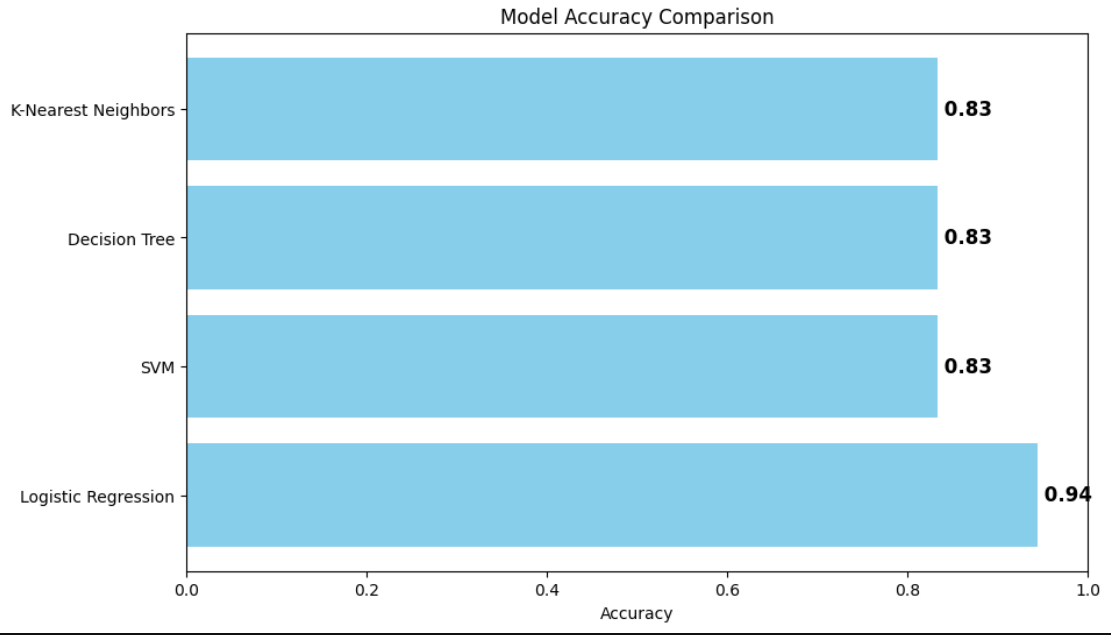 Model Accuracy Comparison
K-Nearest Neighbors 0.83
Decision Tree 0.83
SVM 0.83
Logistic Regression 0.94
0.0 0.2 0.4 0.6 0.8 1.0
Accuracy